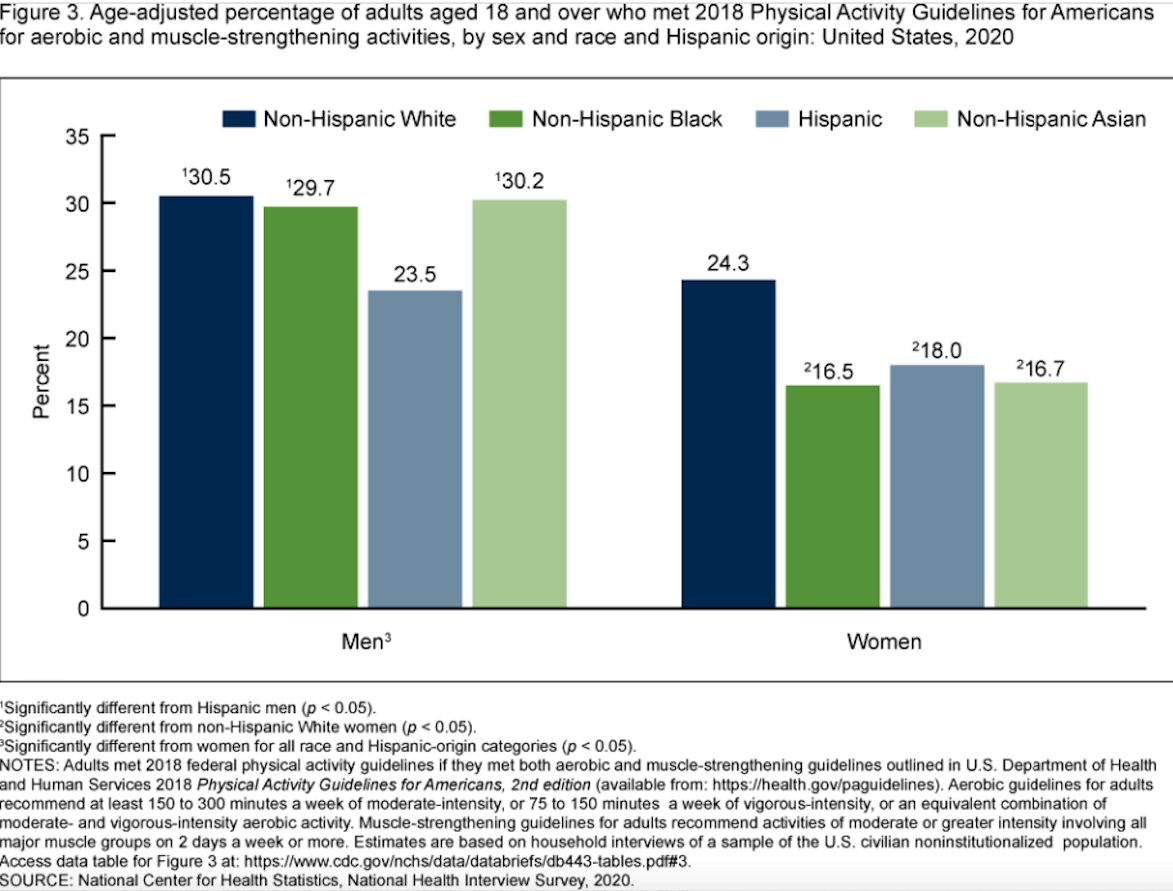 Figure 3. Age-adjusted percentage of adults aged 18 and over who met 2018 Physical Activity Guidelines for Americans
for aerobic and muscle-strengthening activities, by sex and race and Hispanic origin: United States, 2020
Non-Hispanic White Non-Hispanic Black Hispanic Non-Hispanic Asian
35
30
25
20
15
10
5
0
Percent
¹30.5
¹29.7
23.5
¹30.2
24.3
²16.5
²18.0
²16.7
Men³
Women
¹Significantly different from Hispanic men (p < 0.05).
²Significantly different from non-Hispanic White women (p < 0.05).
³Significantly different from women for all race and Hispanic-origin categories (p < 0.05).
NOTES: Adults met 2018 federal physical activity guidelines if they met both aerobic and muscle-strengthening guidelines outlined in U.S. Department of Health
and Human Services 2018 Physical Activity Guidelines for Americans, 2nd edition (available from: https://health.gov/paguidelines). Aerobic guidelines for adults
recommend at least 150 to 300 minutes a week of moderate-intensity, or 75 to 150 minutes a week of vigorous-intensity, or an equivalent combination of
moderate- and vigorous-intensity aerobic activity. Muscle-strengthening guidelines for adults recommend activities of moderate or greater intensity involving all
major muscle groups on 2 days a week or more. Estimates are based on household interviews of a sample of the U.S. civilian noninstitutionalized population.
Access data table for Figure 3 at: https://www.cdc.gov/nchs/data/databriefs/db443-tables.pdf#3.
SOURCE: National Center for Health Statistics, National Health Interview Survey, 2020.